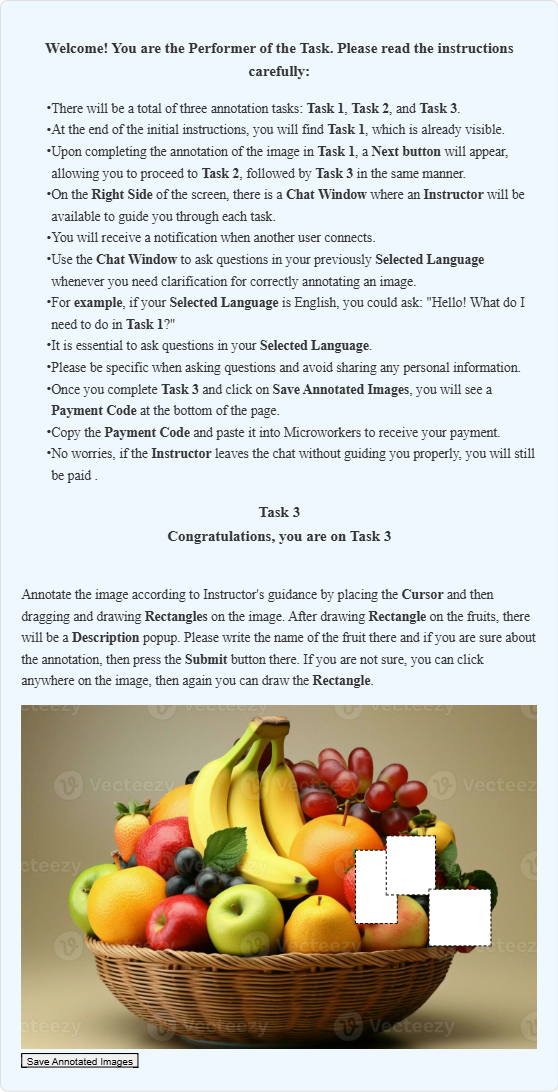 Welcome! You are the Performer of the Task. Please read the instructions
carefully:
•There will be a total of three annotation tasks: Task 1, Task 2, and Task 3.
•At the end of the initial instructions, you will find Task 1, which is already visible.
•Upon completing the annotation of the image in Task 1, a Next button will appear,
allowing you to proceed to Task 2, followed by Task 3 in the same manner.
•On the Right Side of the screen, there is a Chat Window where an Instructor will be
available to guide you through each task.
•You will receive a notification when another user connects.
•Use the Chat Window to ask questions in your previously Selected Language
whenever you need clarification for correctly annotating an image.
•For example, if your Selected Language is English, you could ask: "Hello! What do I
need to do in Task 1?"
•It is essential to ask questions in your Selected Language.
•Please be specific when asking questions and avoid sharing any personal information.
•Once you complete Task 3 and click on Save Annotated Images, you will see a
Payment Code at the bottom of the page.
•Copy the Payment Code and paste it into Microworkers to receive your payment.
•No worries, if the Instructor leaves the chat without guiding you properly, you will still
be paid .
Task 3
Congratulations, you are on Task 3
Annotate the image according to Instructor's guidance by placing the Cursor and then
dragging and drawing Rectangles on the image. After drawing Rectangle on the fruits, there
will be a Description popup. Please write the name of the fruit there and if you are sure about
the annotation, then press the Submit button there. If you are not sure, you can click
anywhere on the image, then again you can draw the Rectangle.
Vecteezy
Save Annotated Images